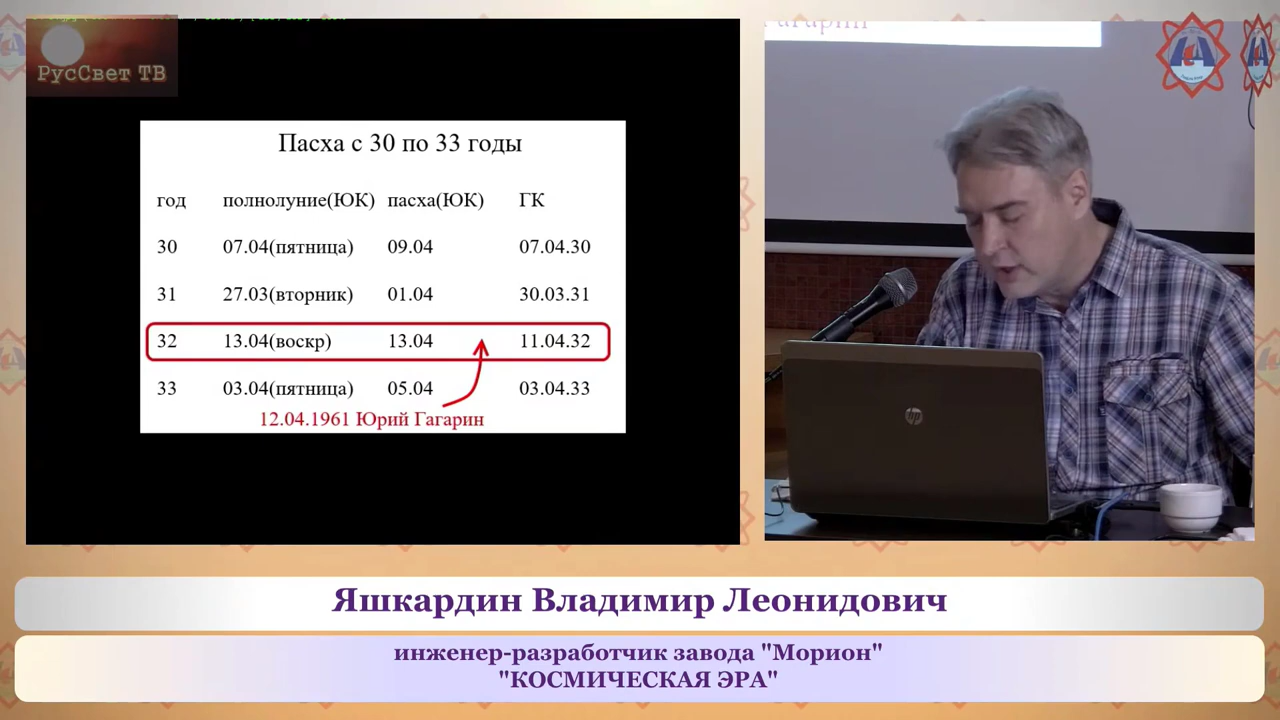 РусСвет ТВ
Пасха с 30 по 33 годы
год полнолуние(ЮК) пасха(ЮК) ГК
30 07.04(пятница) 09.04 07.04.30
31 27.03(вторник) 01.04 30.03.31
32 13.04(воскр) 13.04 11.04.32
33 03.04(пятница) 05.04 03.04.33
12.04.1961 Юрий Гагарин
Гагарин
hp
Яшкардин Владимир Леонидович
инженер-разработчик завода "Морион"
"КОСМИЧЕСКАЯ ЭРА"